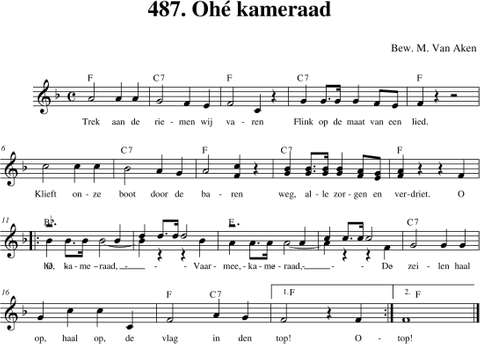 487. Ohé kameraad
Bew. M. Van Aken
F C7 F C7 F
Trek aan de rie- men wij va- ren Flink op de maat van een lied.
6 C7 F C7 F
Klieft on- ze boot door de ba- ren weg, al- le zor- gen en ver- driet. O
11
ka- me- raad, Vaar- mee, ka- me- raad, De zei- len haal
16 C7 F C7 1.F 2. F
op, haal op, de vlag in den top! O- top!